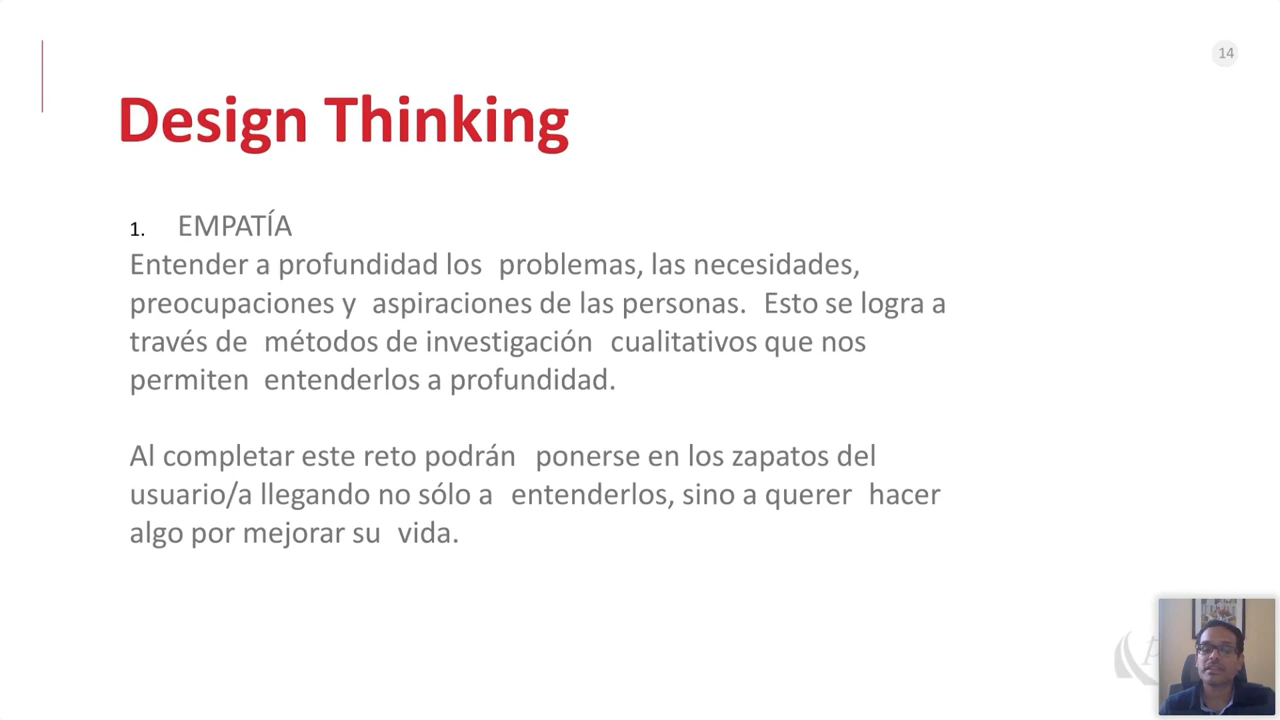 14
Design Thinking
1. EMPATÍA
Entender a profundidad los problemas, las necesidades,
preocupaciones y aspiraciones de las personas. Esto se logra a
través de métodos de investigación cualitativos que nos
permiten entenderlos a profundidad.
Al completar este reto podrán ponerse en los zapatos del
usuario/a llegando no sólo a entenderlos, sino a querer hacer
algo por mejorar su vida.